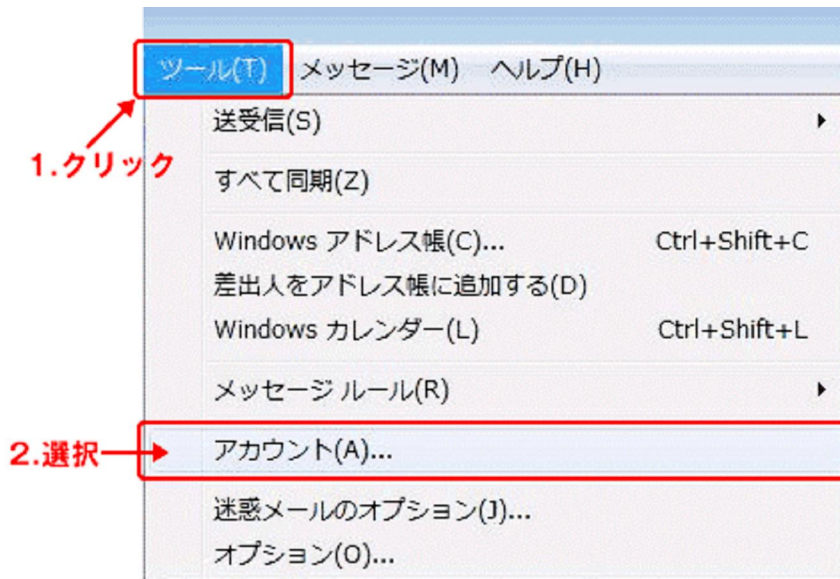 ツール(T) メッセージ(M) ヘルプ(H)
送受信(S)
1.クリック
すべて同期(Z)
Windows アドレス帳(C)... Ctrl+Shift+C
差出人をアドレス帳に追加する(D)
Windows カレンダー(L) Ctrl+Shift+L
メッセージ ルール(R)
2.選択
アカウント(A)...
迷惑メールのオプション(J)...
オプション(O)...